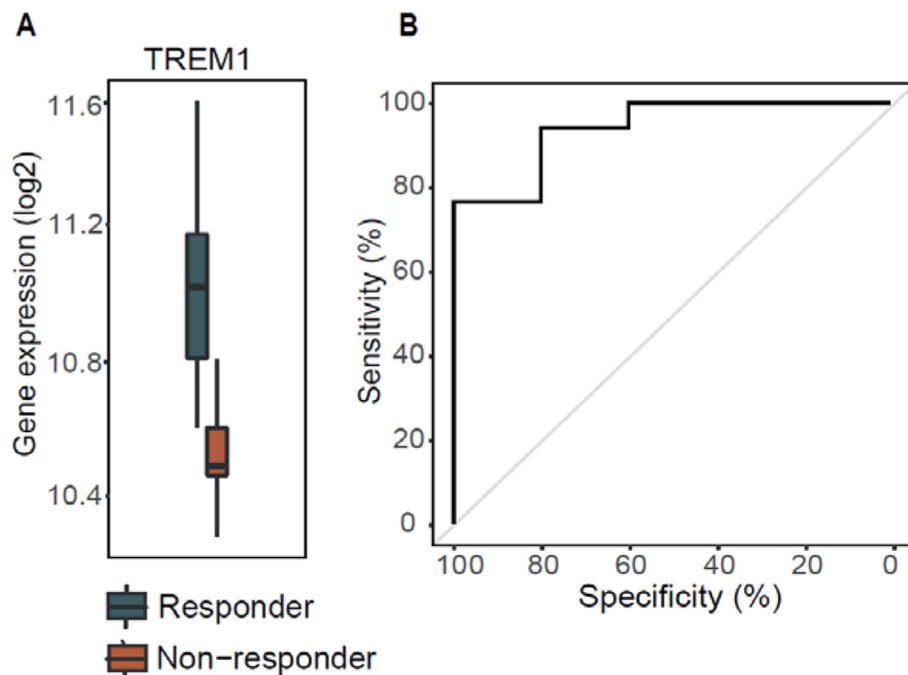 A
TREM1
Gene expression (log2)
11.6
11.2
10.8
10.4
Responder
Non-responder
B
Sensitivity (%)
100
80
60
40
20
0
100 80 60 40 20 0
Specificity (%)